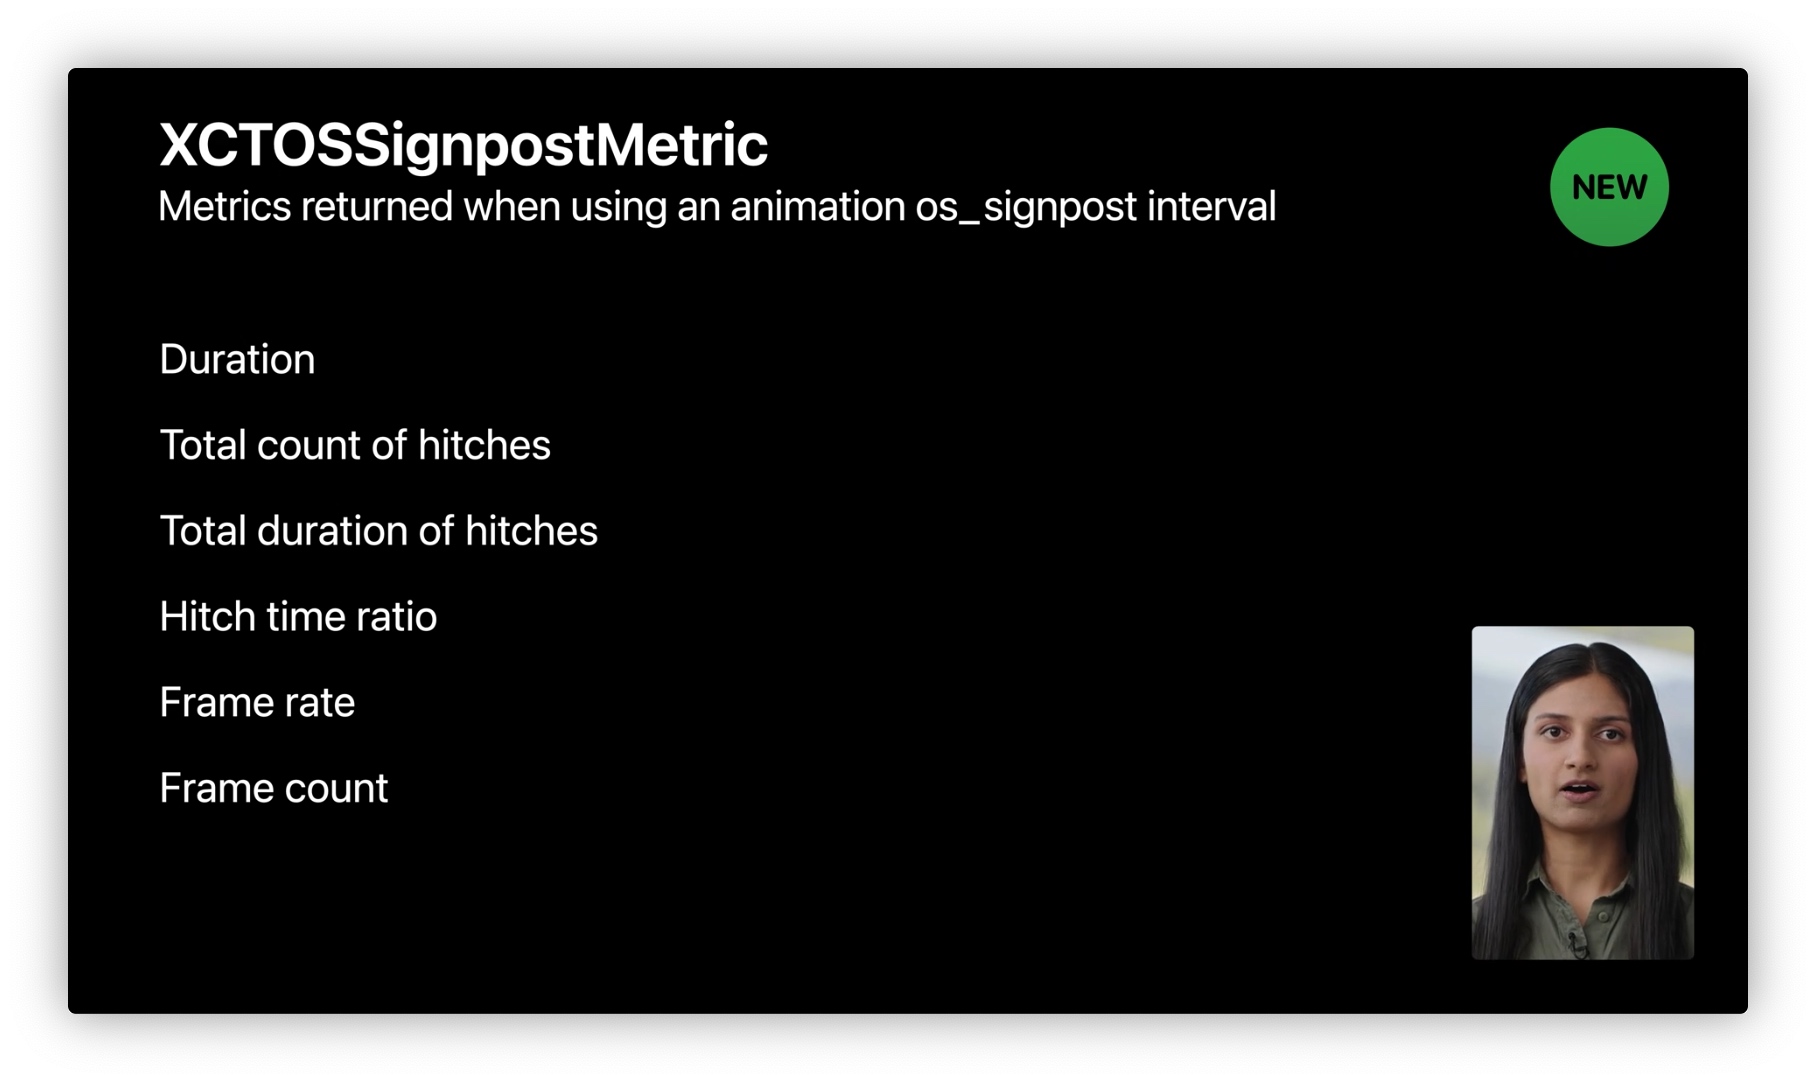 XCTOSSignpostMetric
Metrics returned when using an animation os_signpost interval
NEW
Duration
Total count of hitches
Total duration of hitches
Hitch time ratio
Frame rate
Frame count